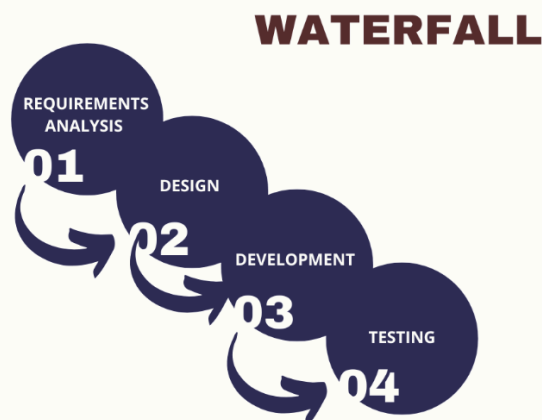 WATERFALL
REQUIREMENTS
ANALYSIS
01
DESIGN
02
DEVELOPMENT
03
TESTING
04